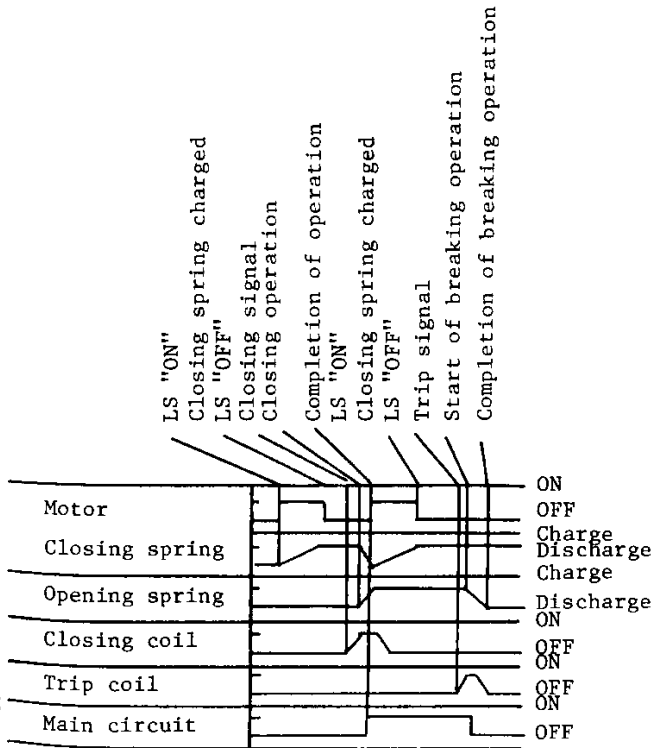 LS "ON"
Closing spring charged
LS "OFF"
Closing signal
Closing operation
Completion of operation
LS "ON"
Closing spring charged
LS "OFF"
Trip signal
Start of breaking operation
Completion of breaking operation
ON
Motor
OFF
Charge
Closing spring
Discharge
Charge
Opening spring
Discharge
ON
Closing coil
OFF
ON
Trip coil
OFF
ON
Main circuit
OFF